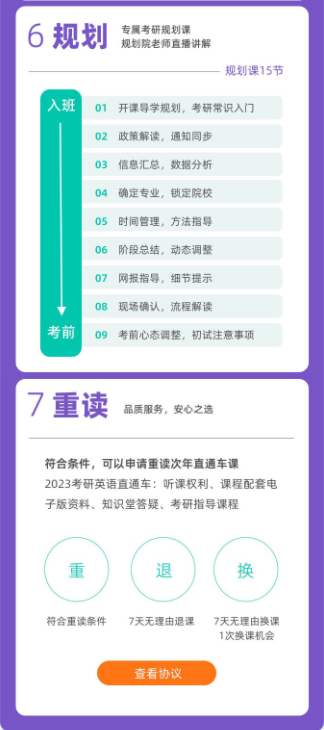 6 规划
专属考研规划课
规划院老师直播讲解
规划课15节
入班
01 开课导学规划，考研常识入门
02 政策解读，通知同步
03 信息汇总，数据分析
04 确定专业，锁定院校
05 时间管理，方法指导
06 阶段总结，动态调整
07 网报指导，细节提示
08 现场确认，流程解读
考前
09 考前心态调整，初试注意事项
7 重读
品质服务，安心之选
符合条件，可以申请重读次年直通车课
2023考研英语直通车：听课权利、课程配套电
子版资料、知识堂答疑、考研指导课程
重
退
换
符合重读条件
7天无理由退课
7天无理由换课
1次换课机会
查看协议